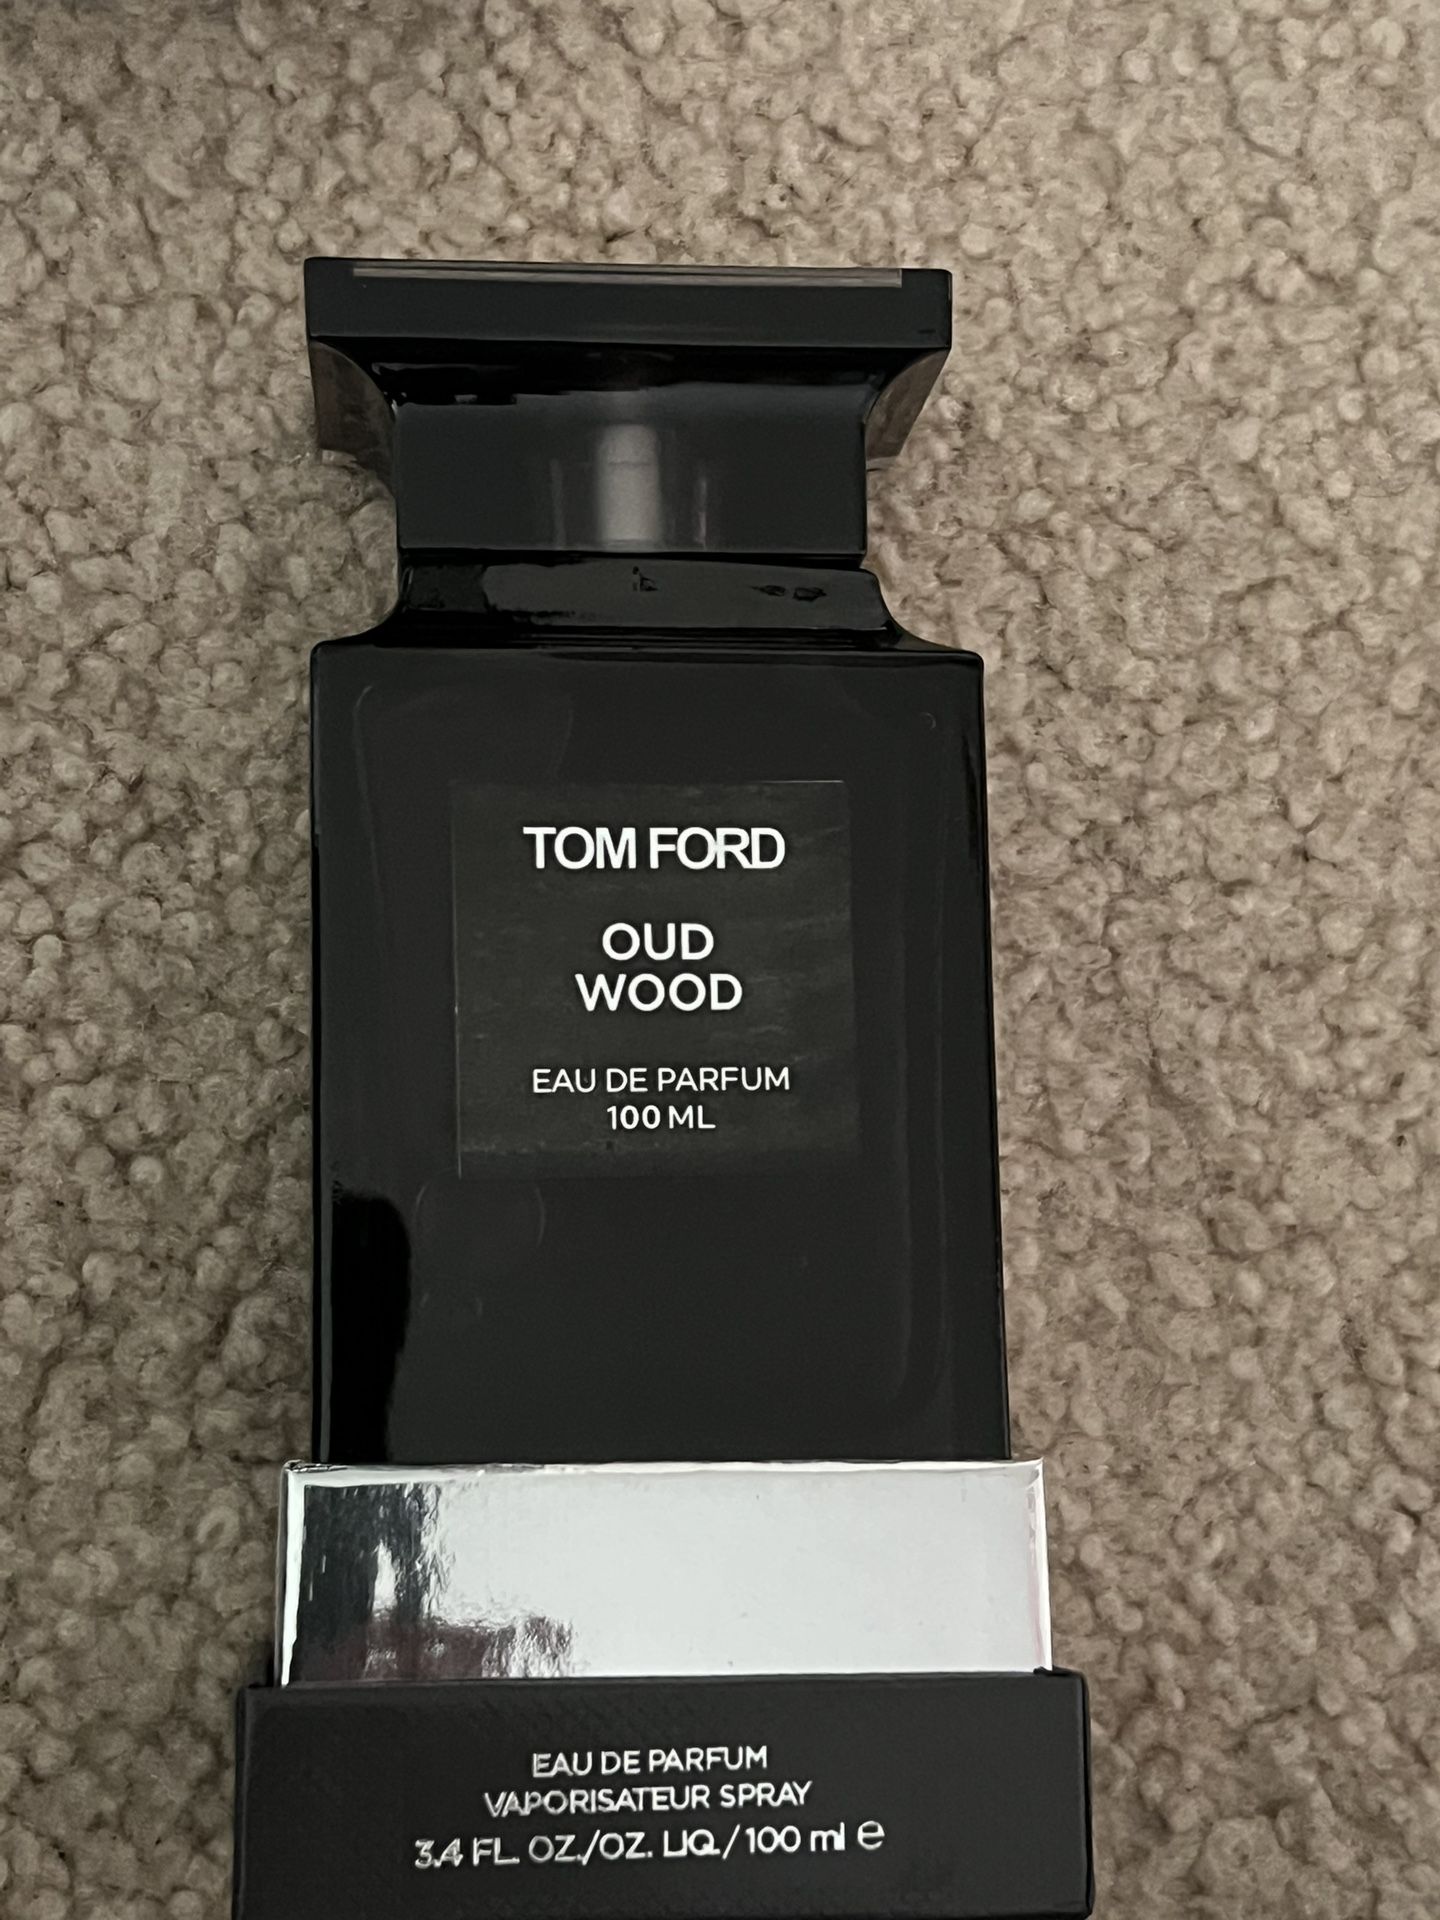 TOM FORD
OUD
WOOD
EAU DE PARFUM
100 ML
EAU DE PARFUM
VAPORISATEUR SPRAY
3.4 FL. OZ./OZ. LIQ./100 ml ℮